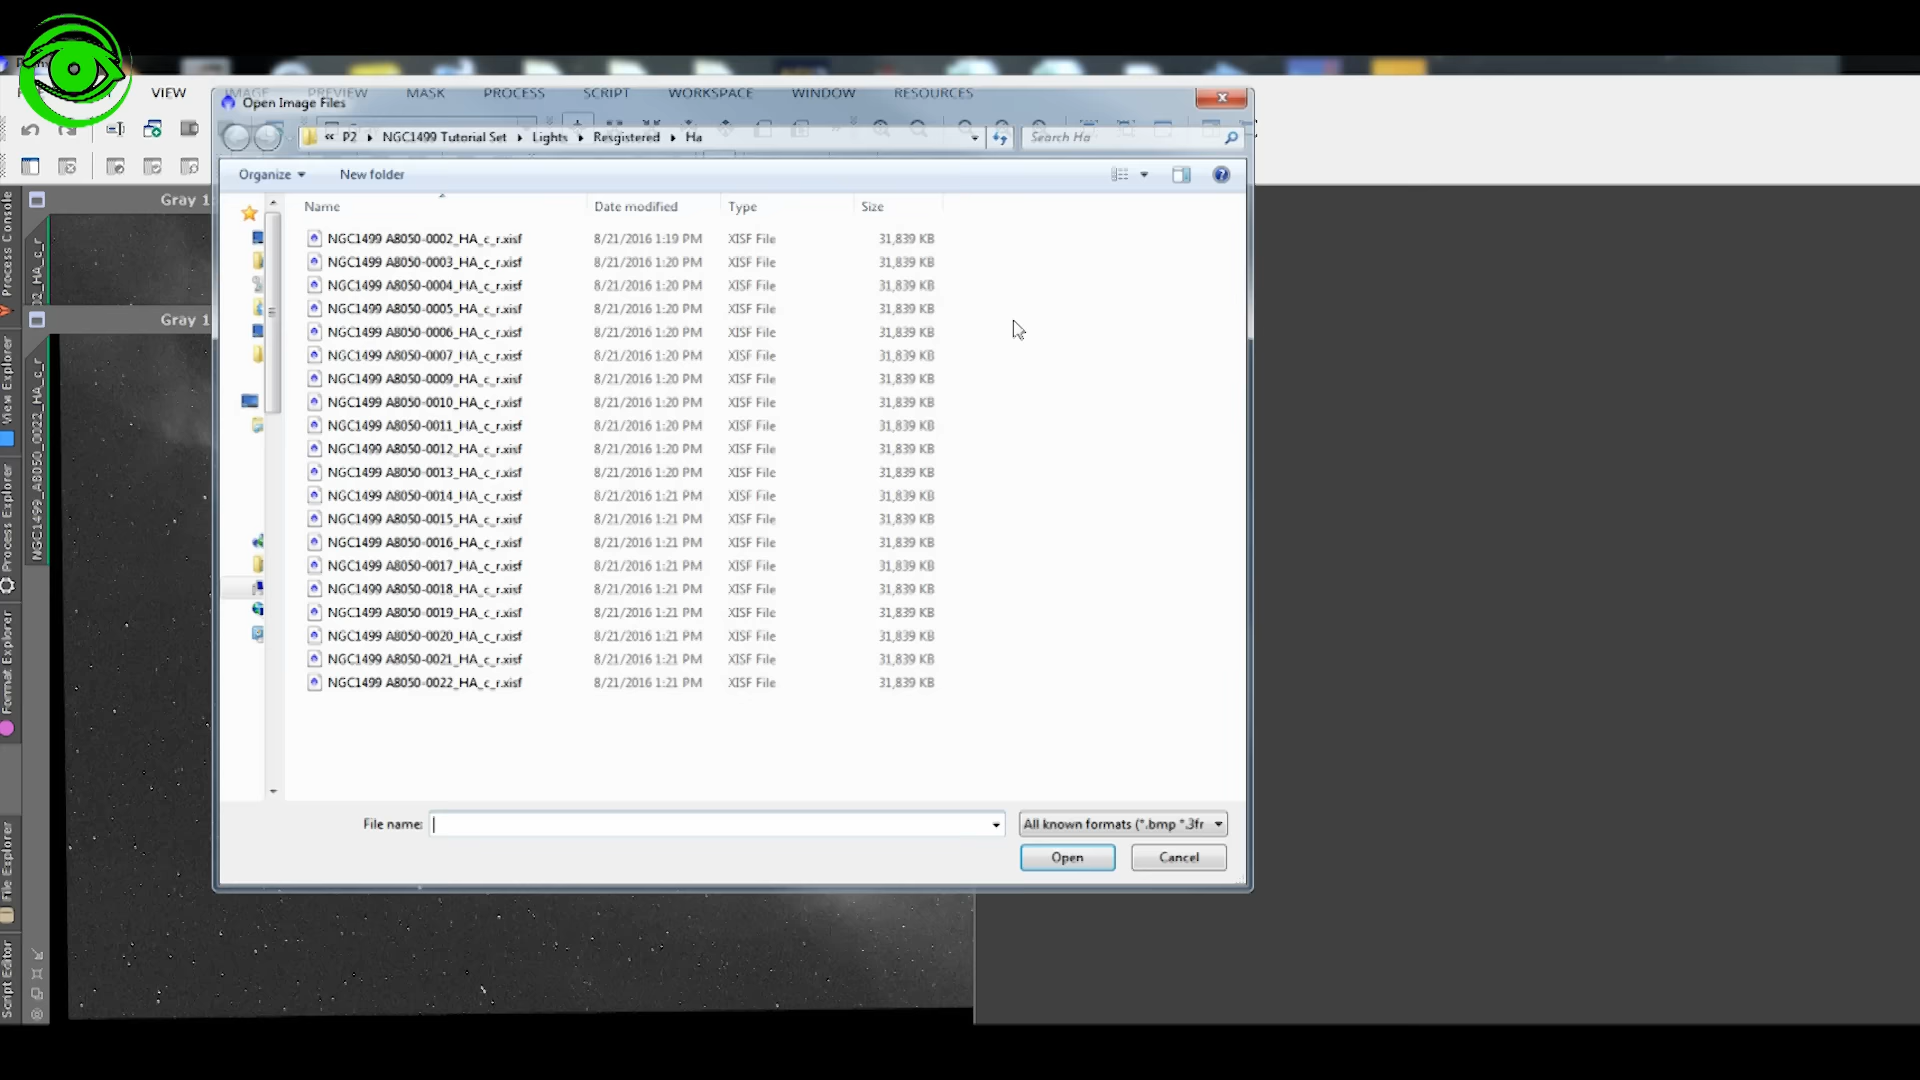 VIEW
IMAGE PREVIEW MASK PROCESS SCRIPT WORKSPACE WINDOW RESOURCES
Open Image Files
« P2 NGC1499 Tutorial Set Lights Resgistered Ha
Search Ha
Organize New folder
Name Date modified Type Size
NGC1499 A8050-0002_HA_c_r.xisf 8/21/2016 1:19 PM XISF File 31,839 KB
NGC1499 A8050-0003_HA_c_r.xisf 8/21/2016 1:20 PM XISF File 31,839 KB
NGC1499 A8050-0004_HA_c_r.xisf 8/21/2016 1:20 PM XISF File 31,839 KB
NGC1499 A8050-0005_HA_c_r.xisf 8/21/2016 1:20 PM XISF File 31,839 KB
NGC1499 A8050-0006_HA_c_r.xisf 8/21/2016 1:20 PM XISF File 31,839 KB
NGC1499 A8050-0007_HA_c_r.xisf 8/21/2016 1:20 PM XISF File 31,839 KB
NGC1499 A8050-0009_HA_c_r.xisf 8/21/2016 1:20 PM XISF File 31,839 KB
NGC1499 A8050-0010_HA_c_r.xisf 8/21/2016 1:20 PM XISF File 31,839 KB
NGC1499 A8050-0011_HA_c_r.xisf 8/21/2016 1:20 PM XISF File 31,839 KB
NGC1499 A8050-0012_HA_c_r.xisf 8/21/2016 1:20 PM XISF File 31,839 KB
NGC1499 A8050-0013_HA_c_r.xisf 8/21/2016 1:20 PM XISF File 31,839 KB
NGC1499 A8050-0014_HA_c_r.xisf 8/21/2016 1:21 PM XISF File 31,839 KB
NGC1499 A8050-0015_HA_c_r.xisf 8/21/2016 1:21 PM XISF File 31,839 KB
NGC1499 A8050-0016_HA_c_r.xisf 8/21/2016 1:21 PM XISF File 31,839 KB
NGC1499 A8050-0017_HA_c_r.xisf 8/21/2016 1:21 PM XISF File 31,839 KB
NGC1499 A8050-0018_HA_c_r.xisf 8/21/2016 1:21 PM XISF File 31,839 KB
NGC1499 A8050-0019_HA_c_r.xisf 8/21/2016 1:21 PM XISF File 31,839 KB
NGC1499 A8050-0020_HA_c_r.xisf 8/21/2016 1:21 PM XISF File 31,839 KB
NGC1499 A8050-0021_HA_c_r.xisf 8/21/2016 1:21 PM XISF File 31,839 KB
NGC1499 A8050-0022_HA_c_r.xisf 8/21/2016 1:21 PM XISF File 31,839 KB
File name:
All known formats (*.bmp *.3fr
Open Cancel
Gray 1
Gray 1
02_HA_c_r
NGC1499_A8050_0022_HA_c_r
Process Console
View Explorer
Process Explorer
Format Explorer
File Explorer
Script Editor